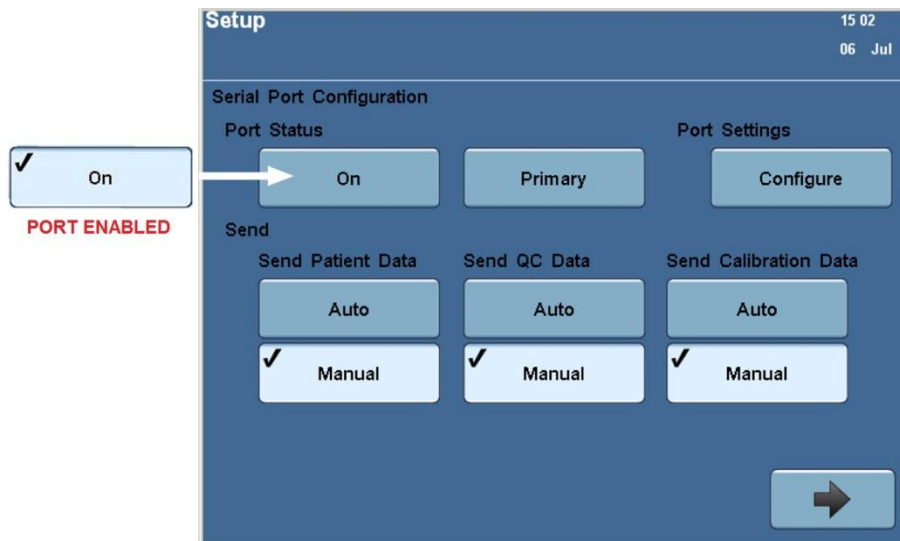 Setup
15 02
06 Jul
Serial Port Configuration
Port Status
Port Settings
On
PORT ENABLED
On
Primary
Configure
Send
Send Patient Data
Send QC Data
Send Calibration Data
Auto
Auto
Auto
Manual
Manual
Manual